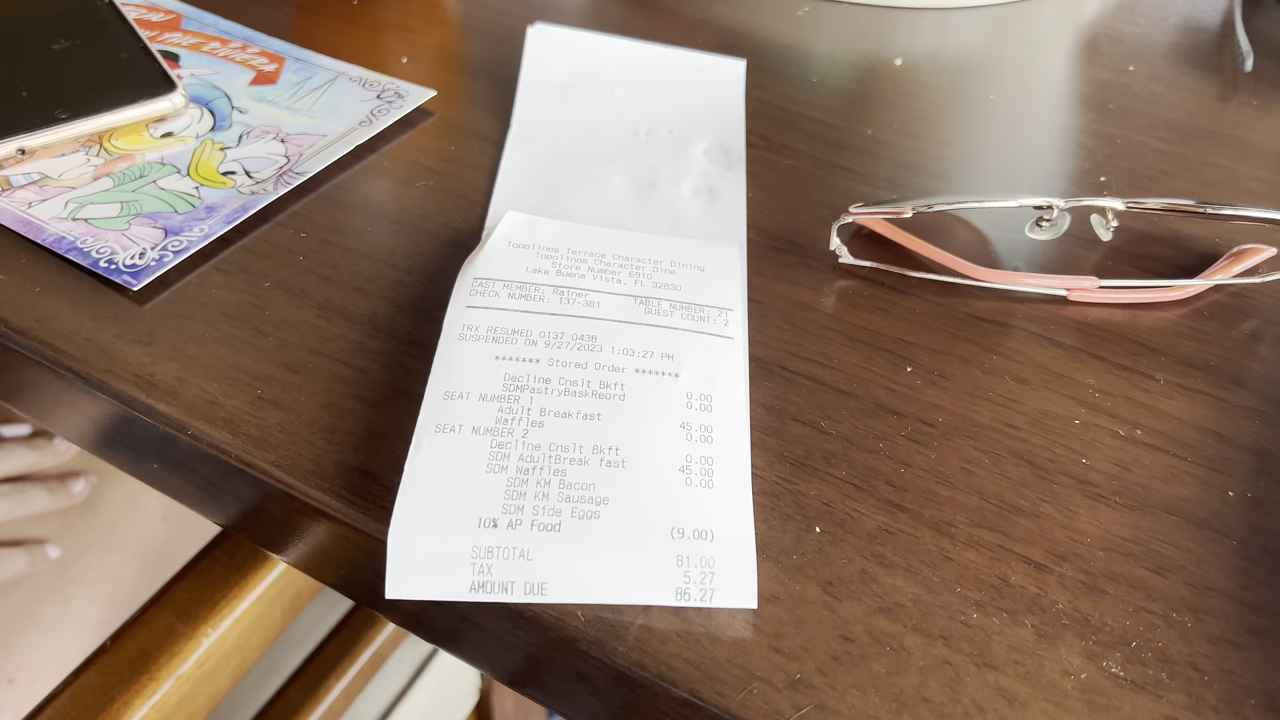 FUN
ON THE RIVIERA
Topolinos Terrace Character Dining
Topolinos Character Dine
Store Number 6910
Lake Buena Vista, FL 32830
CAST MEMBER: Rainer TABLE NUMBER: 21
CHECK NUMBER: 137-381 GUEST COUNT: 2
TRX RESUMED 0137 0438
SUSPENDED ON 9/27/2023 1:03:27 PM
******* Stored Order *******
Decline Cnslt Bkft 0.00
SDMPastryBaskReord 0.00
SEAT NUMBER 1
Adult Breakfast 45.00
Waffles 0.00
SEAT NUMBER 2
Decline Cnslt Bkft 0.00
SDM AdultBreak fast 45.00
SDM Waffles 0.00
SDM KM Bacon
SDM KM Sausage
SDM Side Eggs
10% AP Food (9.00)
SUBTOTAL 81.00
TAX 5.27
AMOUNT DUE 86.27